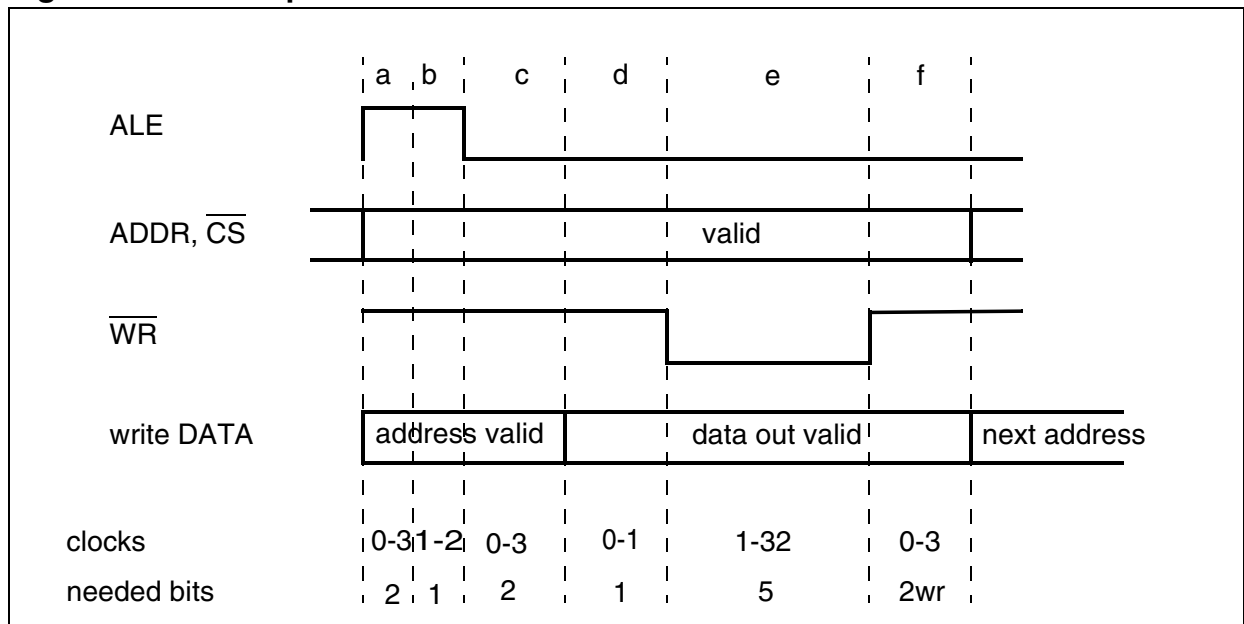 a b c d e f
ALE
ADDR, CS valid
WR
write DATA address valid data out valid next address
clocks 0-3 1-2 0-3 0-1 1-32 0-3
needed bits 2 1 2 1 5 2wr